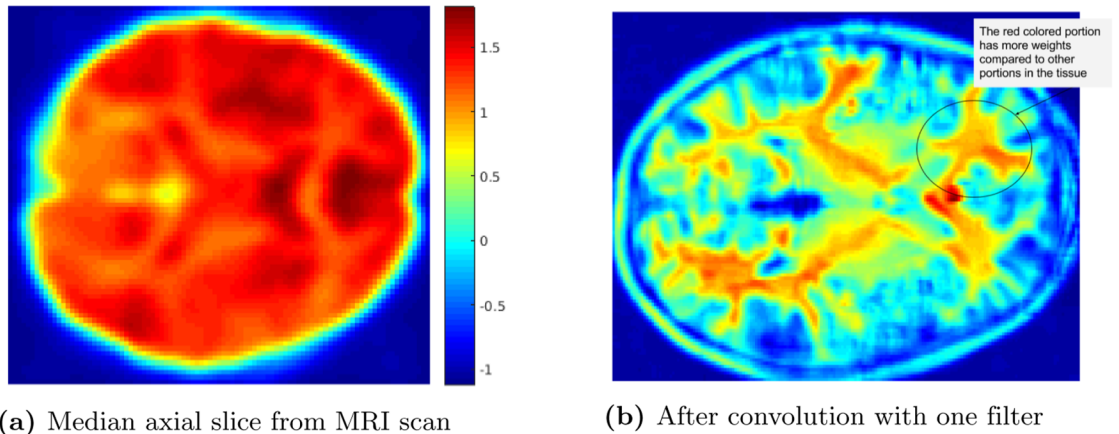 The red colored portion
has more weights
compared to other
portions in the tissue
1.5
1
0.5
0
-0.5
-1
(a) Median axial slice from MRI scan
(b) After convolution with one filter